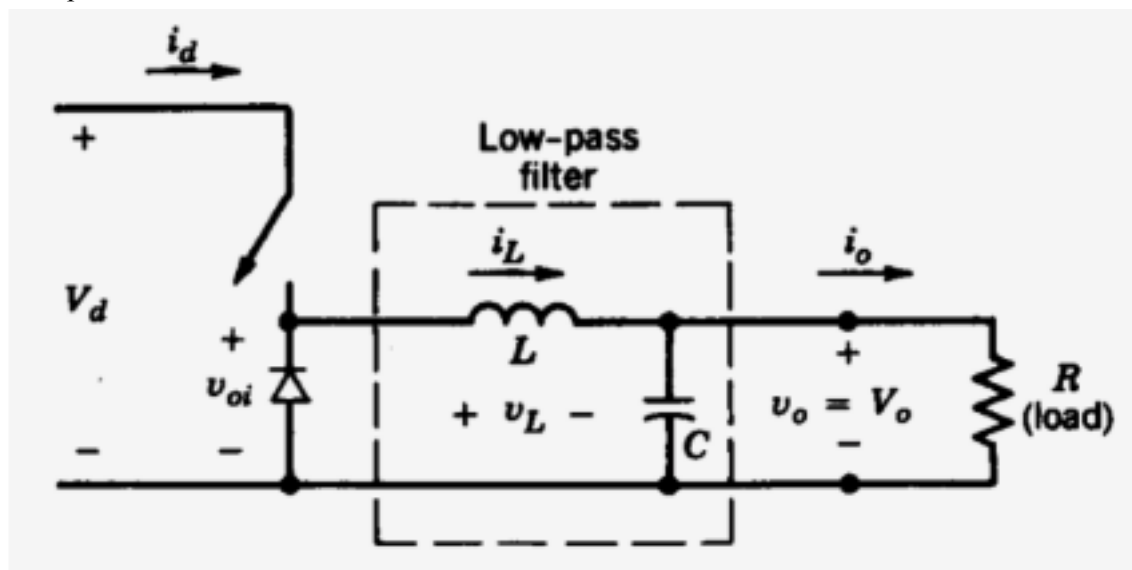 i_d
+
Low-pass
filter
i_L
i_o
V_d
+
L
+
v_oi
+ v_L −
C
v_o = V_o
R
(load)
−
−
−